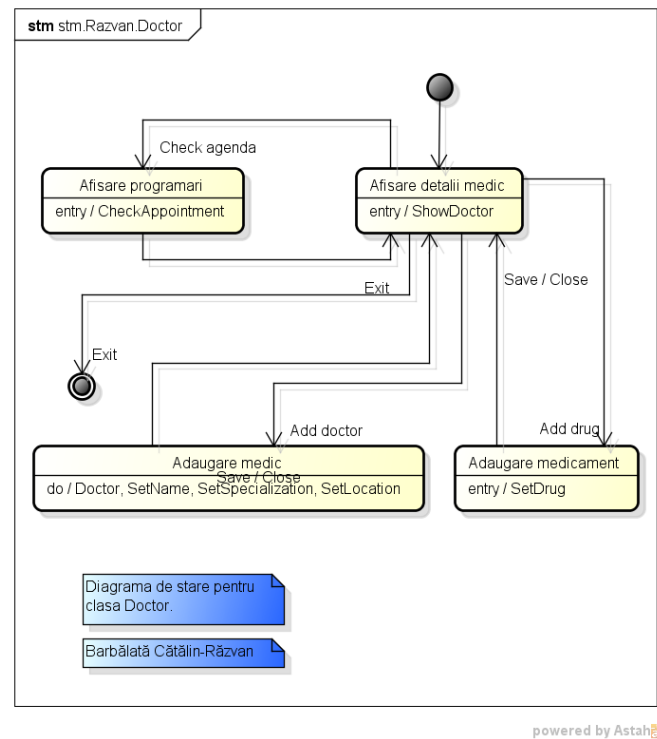 stm stm.Razvan.Doctor
Check agenda
Afisare programari
entry / CheckAppointment
Afisare detalii medic
entry / ShowDoctor
Exit
Save / Close
Exit
Add doctor
Add drug
Adaugare medic
Save / Close
do / Doctor, SetName, SetSpecialization, SetLocation
Adaugare medicament
entry / SetDrug
Diagrama de stare pentru
clasa Doctor.
Barbălată Cătălin-Răzvan
powered by Astah